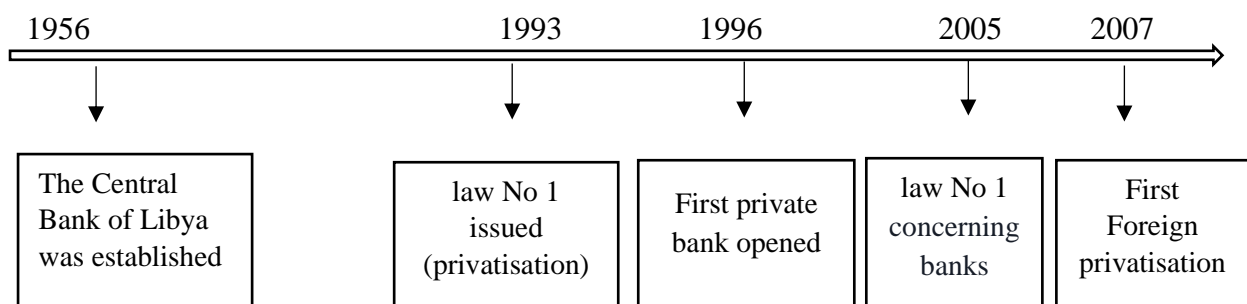 1956 1993 1996 2005 2007
The Central
Bank of Libya
was established
law No 1
issued
(privatisation)
First private
bank opened
law No 1
concerning
banks
First
Foreign
privatisation